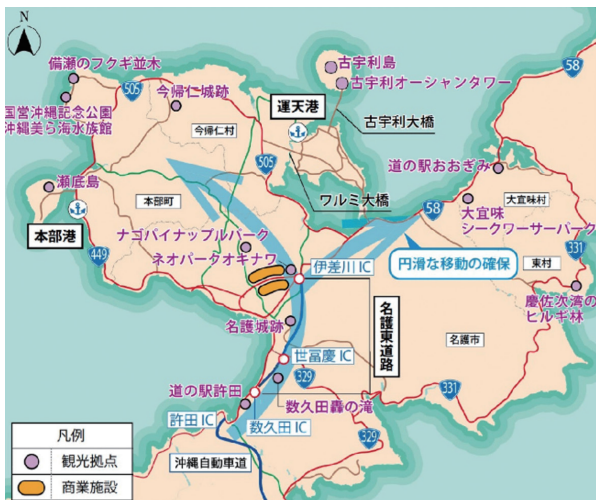 N
備瀬のフクギ並木
505
国営沖縄記念公園
沖縄美ら海水族館
今帰仁城跡
今帰仁村
運天港
古宇利島
古宇利オーシャンタワー
古宇利大橋
58
505
ワルミ大橋
道の駅おおぎみ
瀬底島
本部町
本部港
449
58
大宜味村
大宜味
シークワーサーパーク
ナゴパイナップルパーク
ネオパークオキナワ
伊差川 IC
円滑な移動の確保
東村
331
慶佐次湾の
ヒルギ林
名護城跡
名護東道路
名護市
世冨慶 IC
329
331
道の駅許田
数久田轟の滝
許田 IC
数久田 IC
329
沖縄自動車道
凡例
観光拠点
商業施設